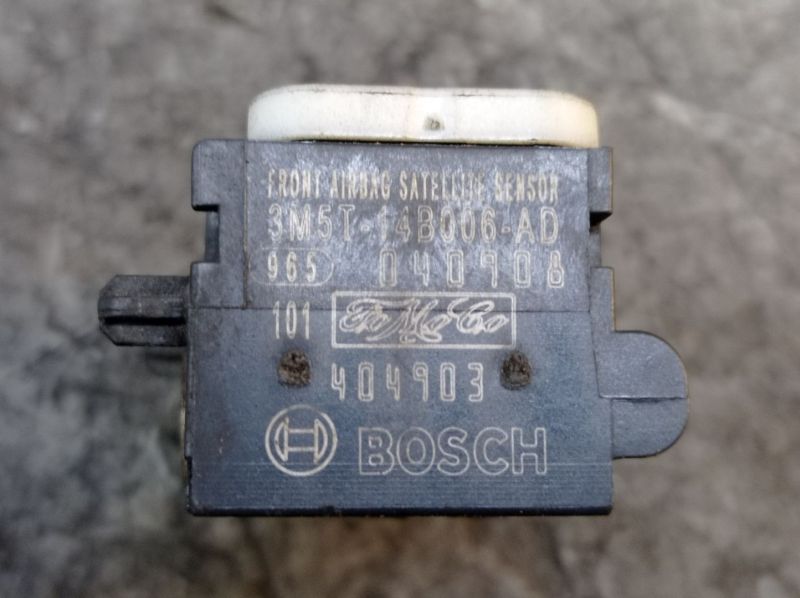 FRONT AIRBAG SATELLITE SENSOR
3M5T-14B006-AD
965 040908
101 FoMoCo
404903
BOSCH